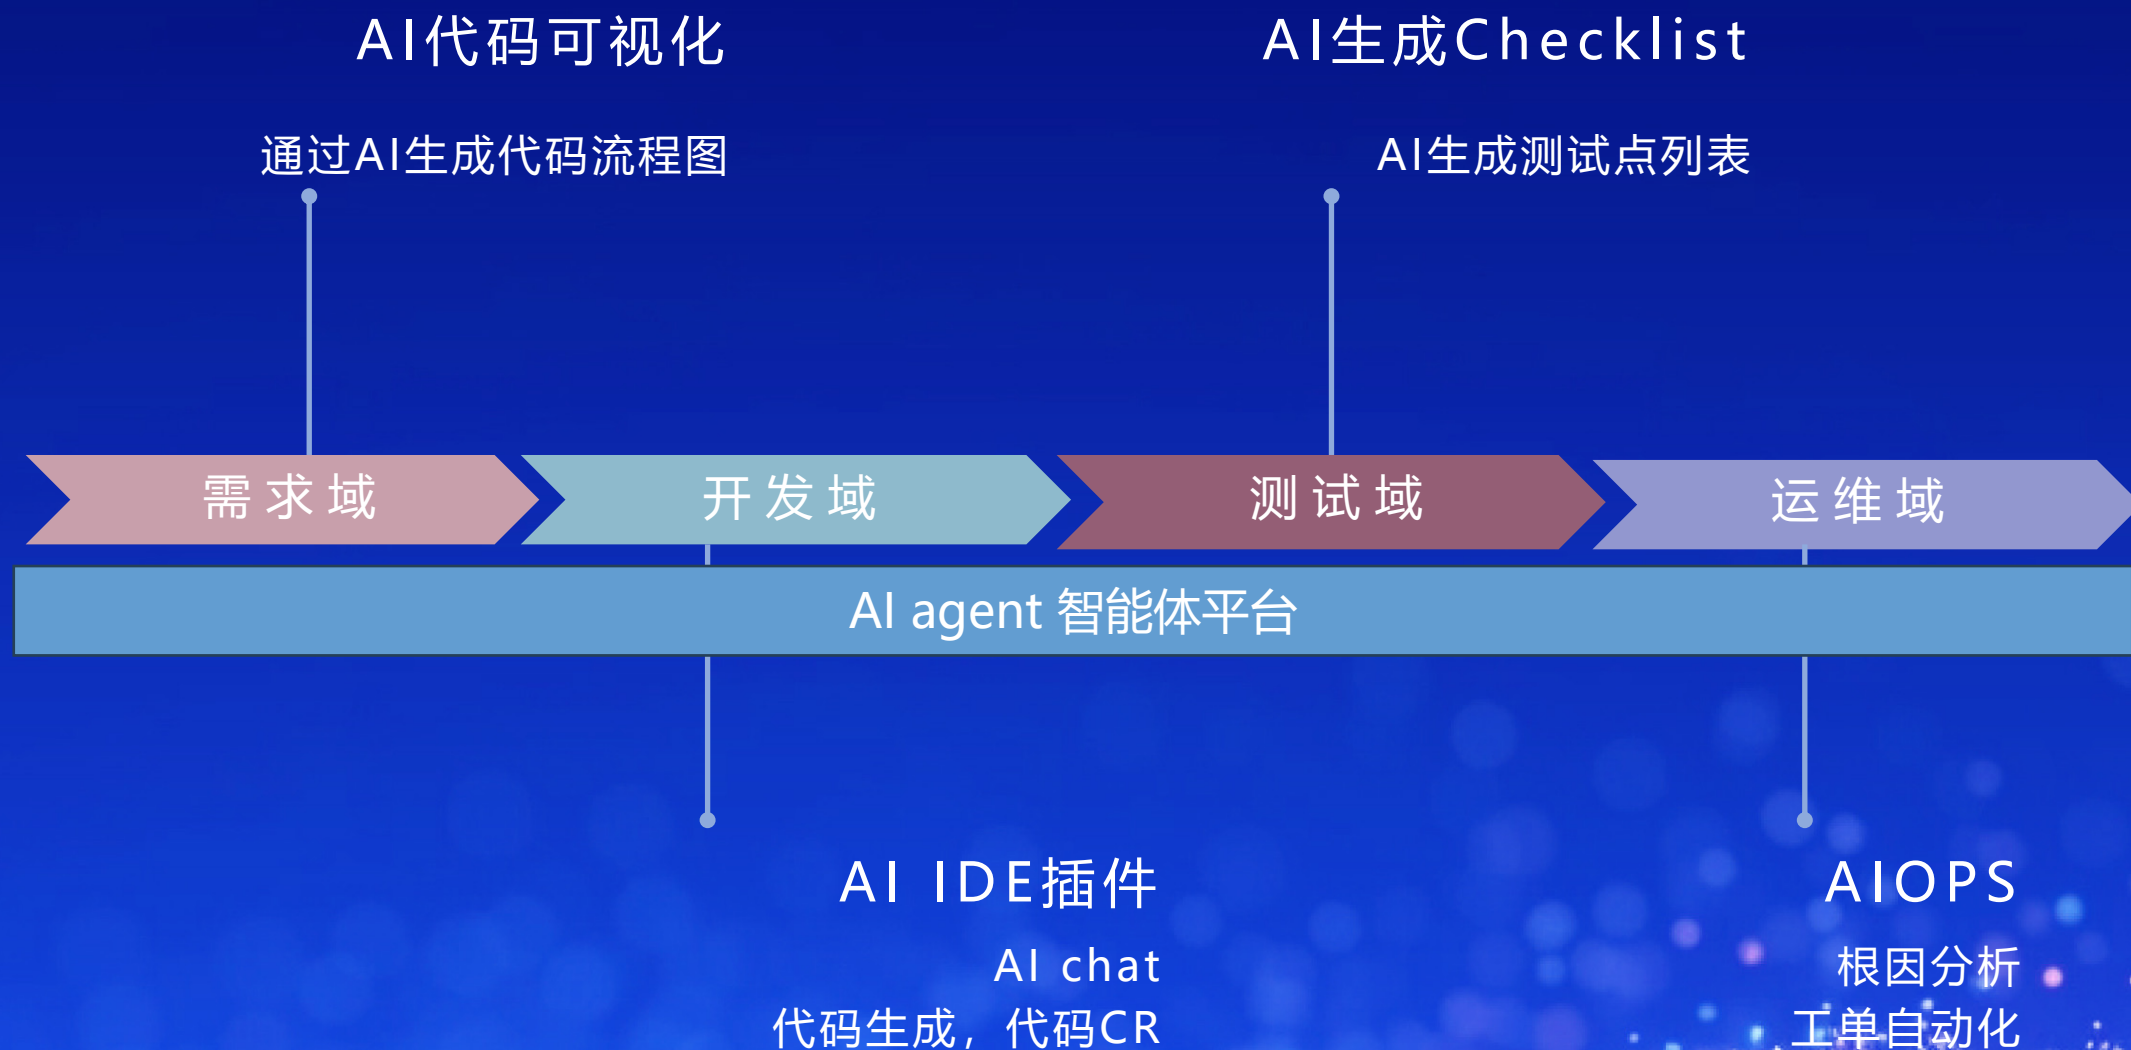 AI代码可视化
AI生成Checklist
通过AI生成代码流程图
AI生成测试点列表
需求域
开发域
测试域
运维域
AI agent 智能体平台
AI IDE插件
AI chat
代码生成，代码CR
AIOPS
根因分析
工单自动化